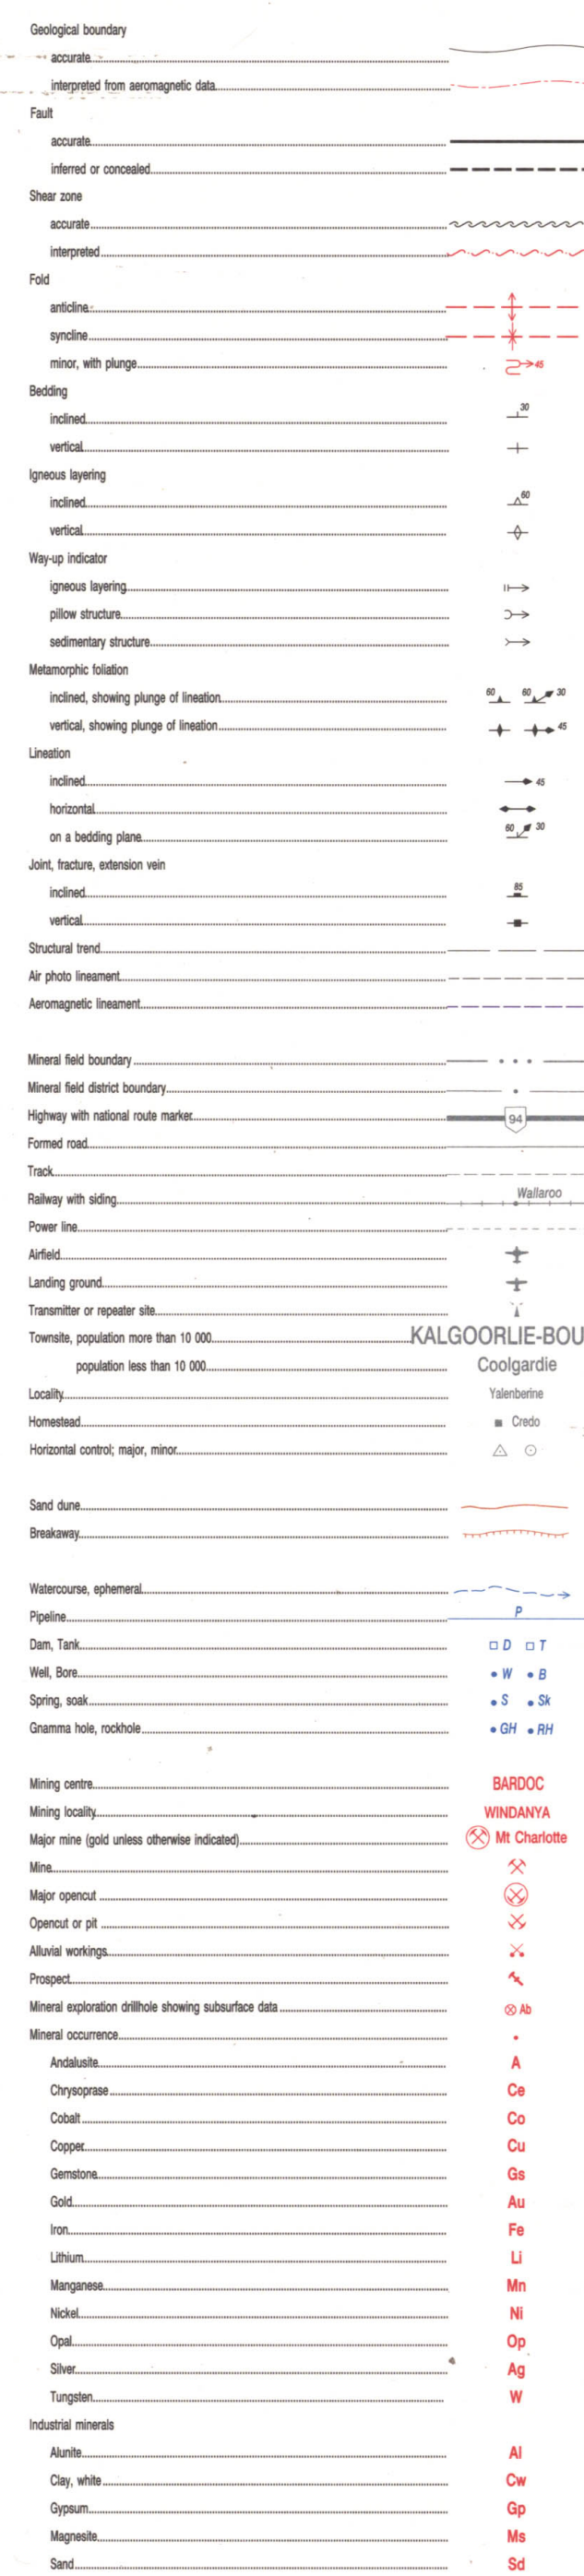 Geological boundary
accurate
interpreted from aeromagnetic data
Fault
accurate
inferred or concealed
Shear zone
accurate
interpreted
Fold
anticline
syncline
minor, with plunge 45
Bedding
inclined 30
vertical
Igneous layering
inclined 60
vertical
Way-up indicator
igneous layering
pillow structure
sedimentary structure
Metamorphic foliation
inclined, showing plunge of lineation 60 60 30
vertical, showing plunge of lineation 45
Lineation
inclined 45
horizontal
on a bedding plane 60 30
Joint, fracture, extension vein
inclined 85
vertical
Structural trend
Air photo lineament
Aeromagnetic lineament
Mineral field boundary
Mineral field district boundary
Highway with national route marker 94
Formed road
Track
Railway with siding Wallaroo
Power line
Airfield
Landing ground
Transmitter or repeater site
Townsite, population more than 10 000 KALGOORLIE-BOU
population less than 10 000 Coolgardie
Locality Yalenberine
Homestead Credo
Horizontal control; major, minor
Sand dune
Breakaway
Watercourse, ephemeral
Pipeline P
Dam, Tank D T
Well, Bore W B
Spring, soak S Sk
Gnamma hole, rockhole GH RH
Mining centre BARDOC
Mining locality WINDANYA
Major mine (gold unless otherwise indicated) Mt Charlotte
Mine
Major opencut
Opencut or pit
Alluvial workings
Prospect
Mineral exploration drillhole showing subsurface data Ab
Mineral occurrence
Andalusite A
Chrysoprase Ce
Cobalt Co
Copper Cu
Gemstone Gs
Gold Au
Iron Fe
Lithium Li
Manganese Mn
Nickel Ni
Opal Op
Silver Ag
Tungsten W
Industrial minerals
Alunite Al
Clay, white Cw
Gypsum Gp
Magnesite Ms
Sand Sd